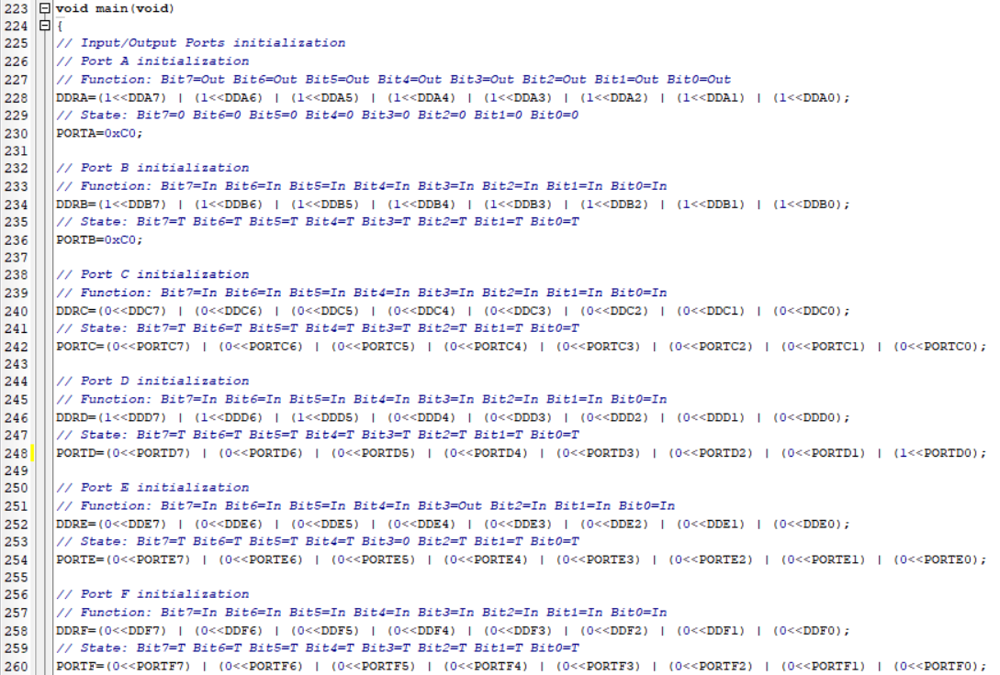 223 void main(void)
224 {
225 // Input/Output Ports initialization
226 // Port A initialization
227 // Function: Bit7=Out Bit6=Out Bit5=Out Bit4=Out Bit3=Out Bit2=Out Bit1=Out Bit0=Out
228 DDRA=(1<<DDA7) | (1<<DDA6) | (1<<DDA5) | (1<<DDA4) | (1<<DDA3) | (1<<DDA2) | (1<<DDA1) | (1<<DDA0);
229 // State: Bit7=0 Bit6=0 Bit5=0 Bit4=0 Bit3=0 Bit2=0 Bit1=0 Bit0=0
230 PORTA=0xC0;
231
232 // Port B initialization
233 // Function: Bit7=In Bit6=In Bit5=In Bit4=In Bit3=In Bit2=In Bit1=In Bit0=In
234 DDRB=(1<<DDB7) | (1<<DDB6) | (1<<DDB5) | (1<<DDB4) | (1<<DDB3) | (1<<DDB2) | (1<<DDB1) | (1<<DDB0);
235 // State: Bit7=T Bit6=T Bit5=T Bit4=T Bit3=T Bit2=T Bit1=T Bit0=T
236 PORTB=0xC0;
237
238 // Port C initialization
239 // Function: Bit7=In Bit6=In Bit5=In Bit4=In Bit3=In Bit2=In Bit1=In Bit0=In
240 DDRC=(0<<DDC7) | (0<<DDC6) | (0<<DDC5) | (0<<DDC4) | (0<<DDC3) | (0<<DDC2) | (0<<DDC1) | (0<<DDC0);
241 // State: Bit7=T Bit6=T Bit5=T Bit4=T Bit3=T Bit2=T Bit1=T Bit0=T
242 PORTC=(0<<PORTC7) | (0<<PORTC6) | (0<<PORTC5) | (0<<PORTC4) | (0<<PORTC3) | (0<<PORTC2) | (0<<PORTC1) | (0<<PORTC0);
243
244 // Port D initialization
245 // Function: Bit7=In Bit6=In Bit5=In Bit4=In Bit3=In Bit2=In Bit1=In Bit0=In
246 DDRD=(1<<DDD7) | (1<<DDD6) | (1<<DDD5) | (0<<DDD4) | (0<<DDD3) | (0<<DDD2) | (0<<DDD1) | (0<<DDD0);
247 // State: Bit7=T Bit6=T Bit5=T Bit4=T Bit3=T Bit2=T Bit1=T Bit0=T
248 PORTD=(0<<PORTD7) | (0<<PORTD6) | (0<<PORTD5) | (0<<PORTD4) | (0<<PORTD3) | (0<<PORTD2) | (0<<PORTD1) | (1<<PORTD0);
249
250 // Port E initialization
251 // Function: Bit7=In Bit6=In Bit5=In Bit4=In Bit3=Out Bit2=In Bit1=In Bit0=In
252 DDRE=(0<<DDE7) | (0<<DDE6) | (0<<DDE5) | (0<<DDE4) | (0<<DDE3) | (0<<DDE2) | (0<<DDE1) | (0<<DDE0);
253 // State: Bit7=T Bit6=T Bit5=T Bit4=T Bit3=0 Bit2=T Bit1=T Bit0=T
254 PORTE=(0<<PORTE7) | (0<<PORTE6) | (0<<PORTE5) | (0<<PORTE4) | (0<<PORTE3) | (0<<PORTE2) | (0<<PORTE1) | (0<<PORTE0);
255
256 // Port F initialization
257 // Function: Bit7=In Bit6=In Bit5=In Bit4=In Bit3=In Bit2=In Bit1=In Bit0=In
258 DDRF=(0<<DDF7) | (0<<DDF6) | (0<<DDF5) | (0<<DDF4) | (0<<DDF3) | (0<<DDF2) | (0<<DDF1) | (0<<DDF0);
259 // State: Bit7=T Bit6=T Bit5=T Bit4=T Bit3=T Bit2=T Bit1=T Bit0=T
260 PORTF=(0<<PORTF7) | (0<<PORTF6) | (0<<PORTF5) | (0<<PORTF4) | (0<<PORTF3) | (0<<PORTF2) | (0<<PORTF1) | (0<<PORTF0);